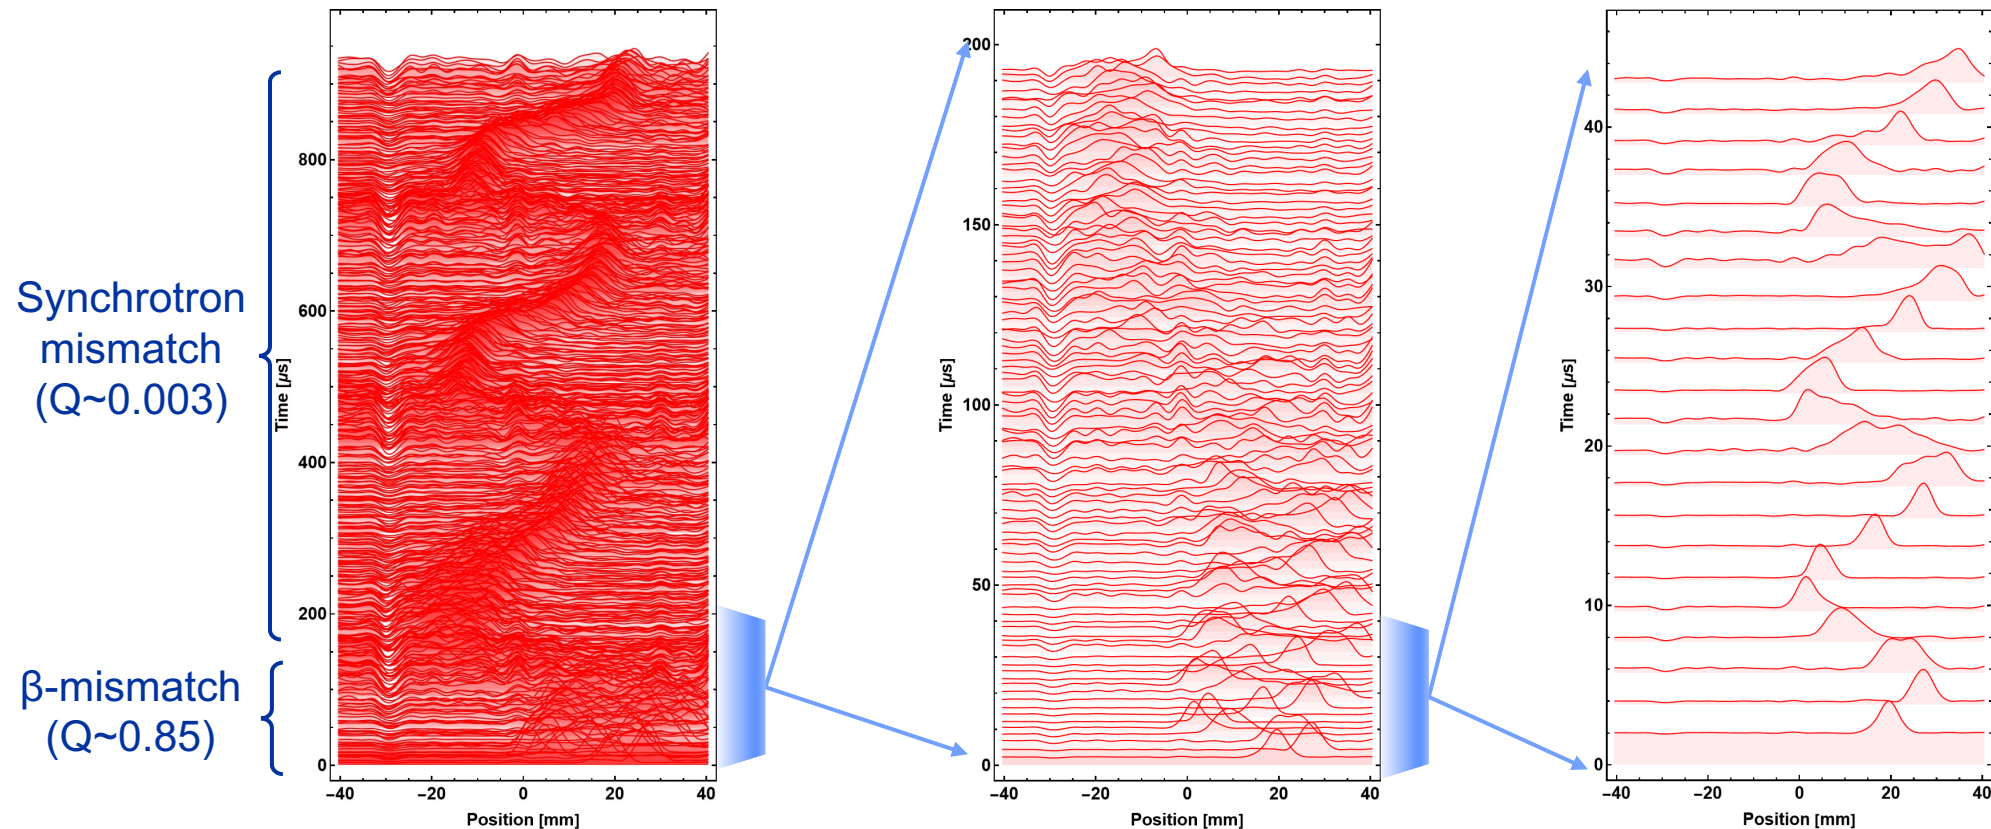 Synchrotron
mismatch
(Q~0.003)
β-mismatch
(Q~0.85)
Time [µs]
800
600
400
200
0
−40 −20 0 20 40
Position [mm]
Time [µs]
200
150
100
50
0
−40 −20 0 20 40
Position [mm]
Time [µs]
40
30
20
10
0
−40 −20 0 20 40
Position [mm]